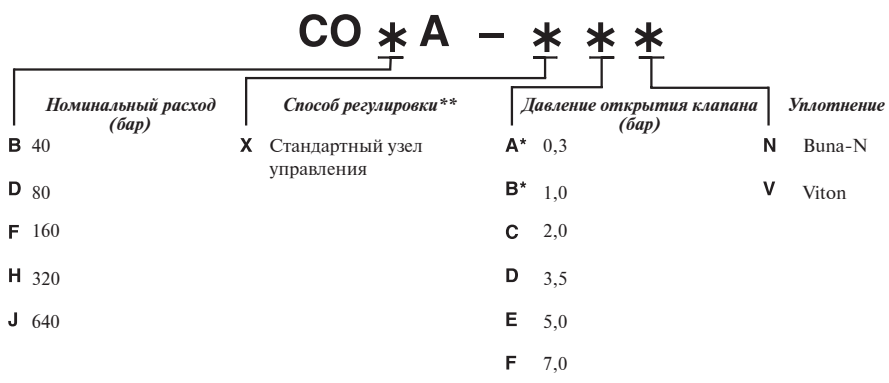 CO * A – * * *
Номинальный расход (бар)
B 40
D 80
F 160
H 320
J 640
Способ регулировки**
X Стандартный узел
управления
Давление открытия клапана
(бар)
A* 0,3
B* 1,0
C 2,0
D 3,5
E 5,0
F 7,0
Уплотнение
N Buna-N
V Viton